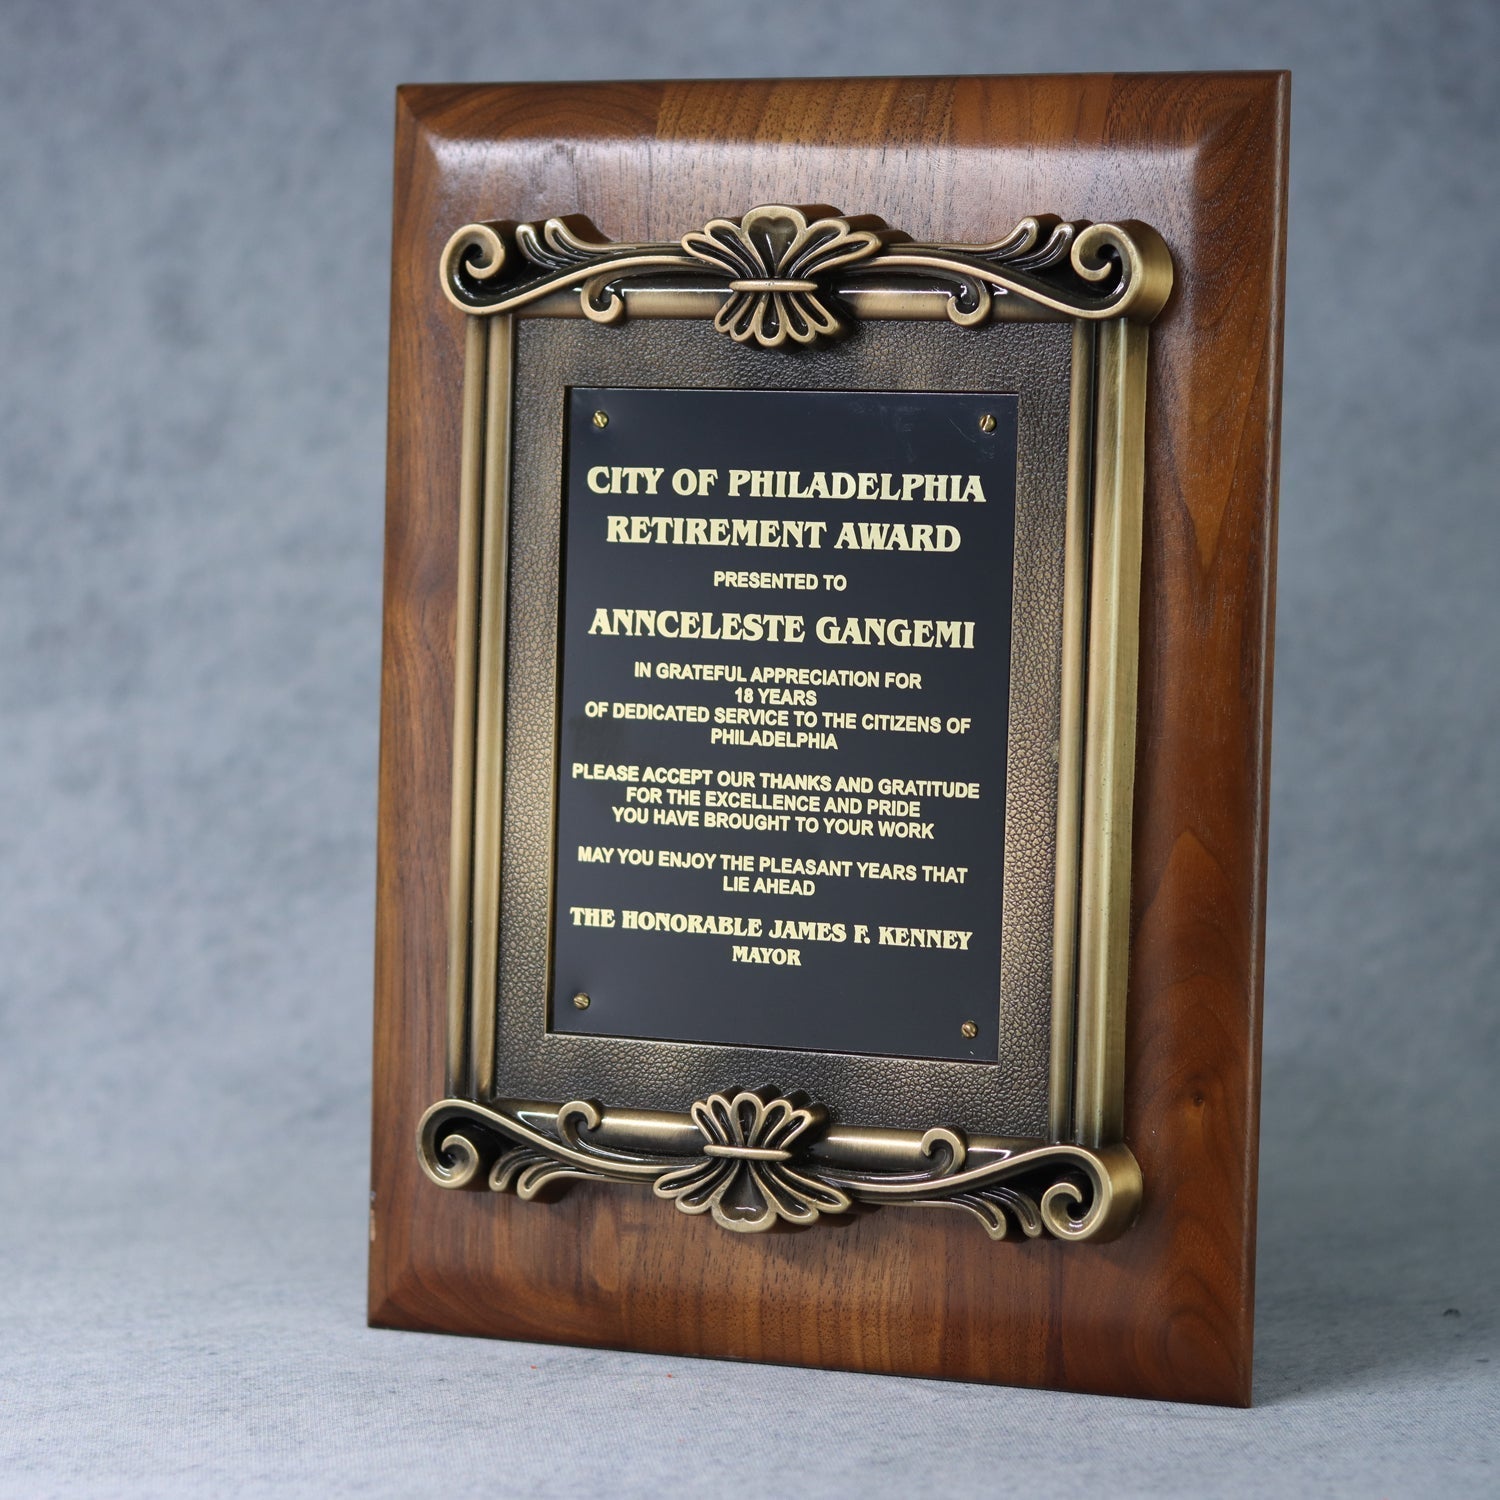 CITY OF PHILADELPHIA
RETIREMENT AWARD
PRESENTED TO
ANNCELESTE GANGEMI
IN GRATEFUL APPRECIATION FOR
18 YEARS
OF DEDICATED SERVICE TO THE CITIZENS OF
PHILADELPHIA
PLEASE ACCEPT OUR THANKS AND GRATITUDE
FOR THE EXCELLENCE AND PRIDE
YOU HAVE BROUGHT TO YOUR WORK
MAY YOU ENJOY THE PLEASANT YEARS THAT
LIE AHEAD
THE HONORABLE JAMES F. KENNEY
MAYOR